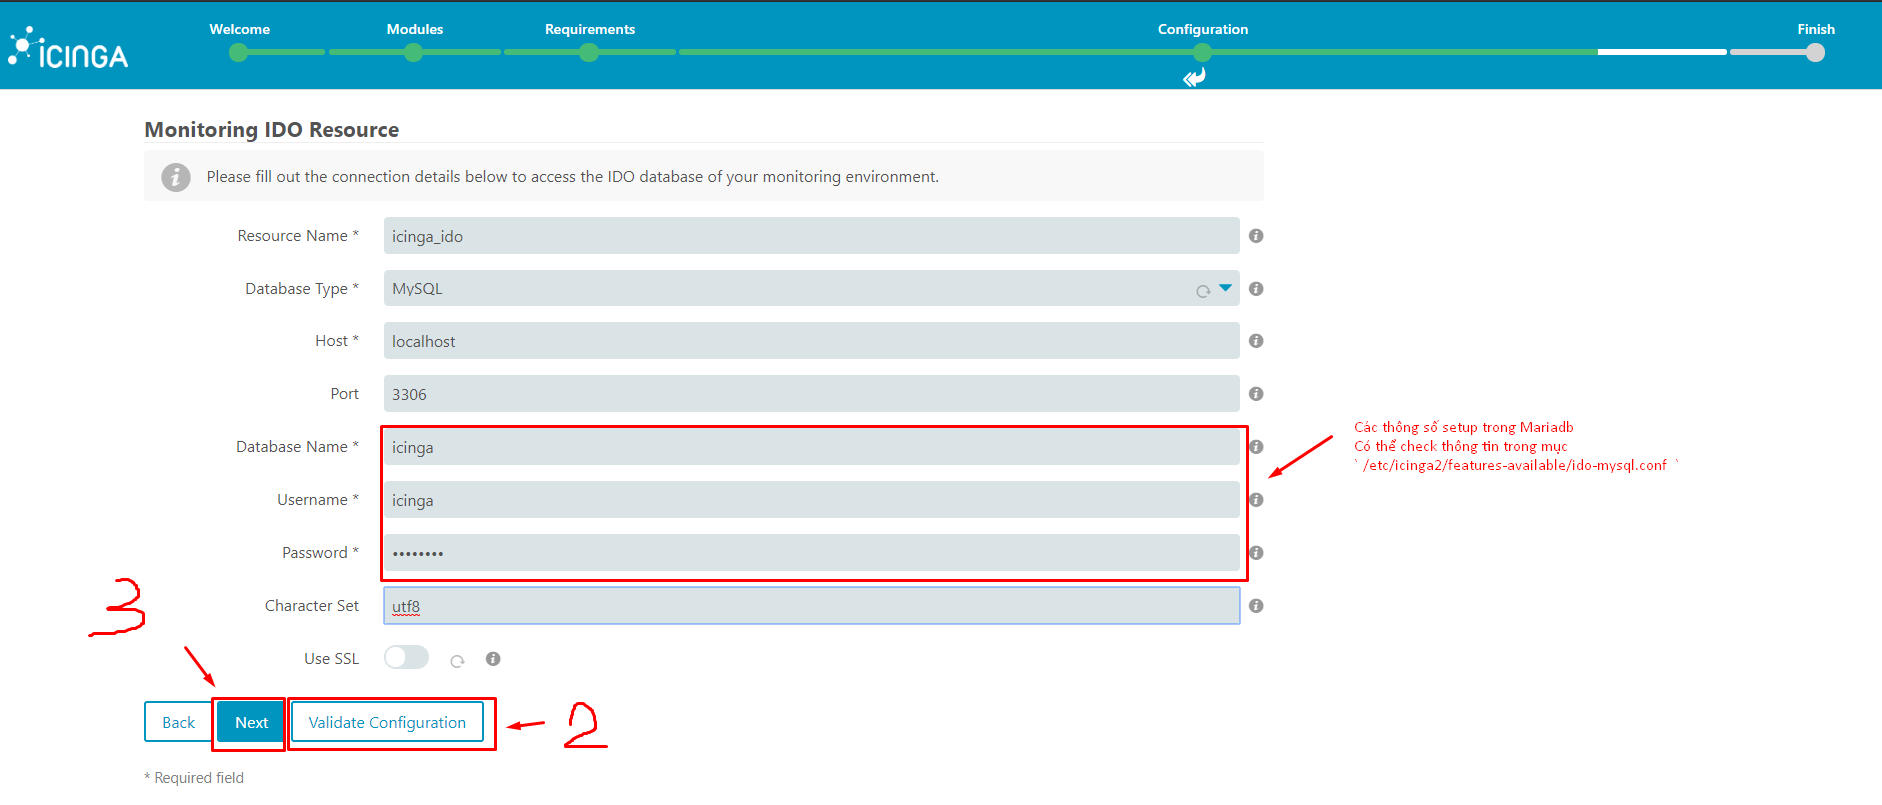 Welcome
Modules
Requirements
Configuration
Finish
ICINGA
Monitoring IDO Resource
Please fill out the connection details below to access the IDO database of your monitoring environment.
Resource Name *
icinga_ido
Database Type *
MySQL
Host *
localhost
Port
3306
Database Name *
icinga
Username *
icinga
Password *
••••••••
Character Set
utf8
Use SSL
Các thông số setup trong Mariadb
Có thể check thông tin trong mục
` /etc/icinga2/features-available/ido-mysql.conf `
3
Back
Next
Validate Configuration
2
* Required field